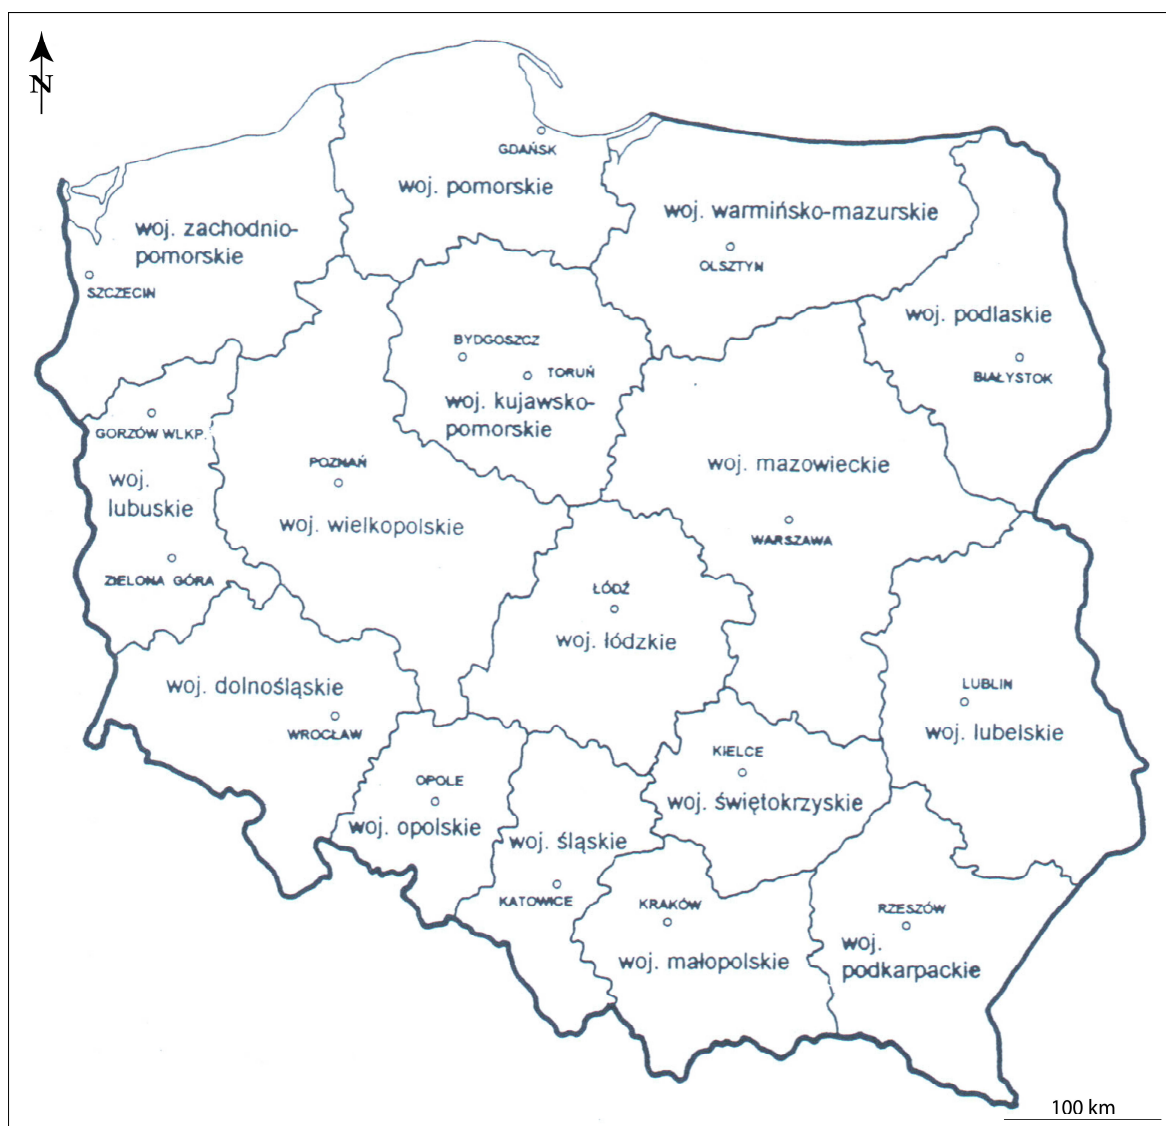 N
GDAŃSK
woj. pomorskie
woj. warmińsko-mazurskie
OLSZTYN
woj. zachodnio-
pomorskie
SZCZECIN
woj. podlaskie
BIAŁYSTOK
BYDGOSZCZ
TORUŃ
woj. kujawsko-
pomorskie
GORZÓW WLKP.
woj.
lubuskie
ZIELONA GÓRA
POZNAŃ
woj. wielkopolskie
woj. mazowieckie
WARSZAWA
ŁÓDŹ
woj. łódzkie
woj. dolnośląskie
WROCŁAW
LUBLIN
woj. lubelskie
KIELCE
woj. świętokrzyskie
OPOLE
woj. opolskie
woj. śląskie
KATOWICE
KRAKÓW
woj. małopolskie
RZESZÓW
woj.
podkarpackie
100 km